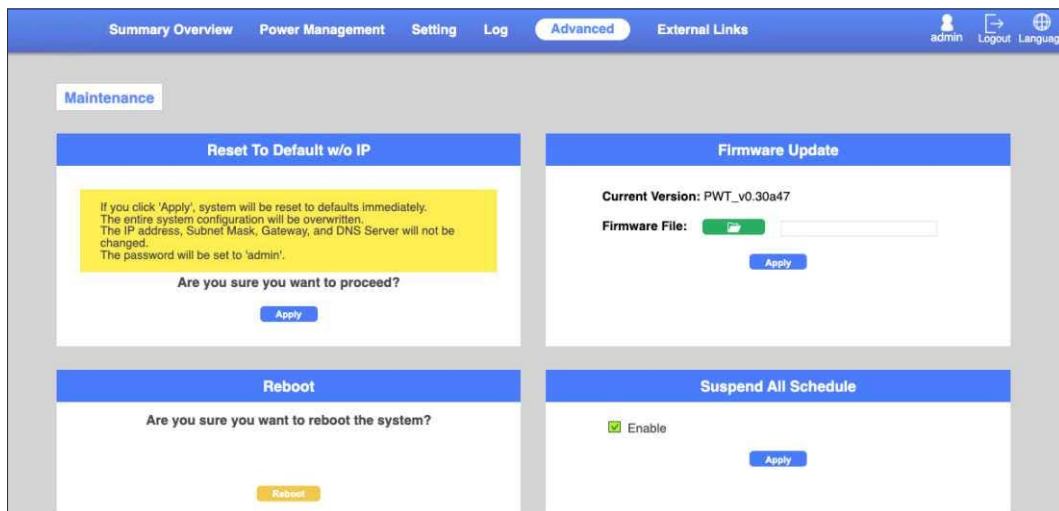 Summary Overview Power Management Setting Log Advanced External Links
admin Logout Languag
Maintenance
Reset To Default w/o IP
If you click 'Apply', system will be reset to defaults immediately.
The entire system configuration will be overwritten.
The IP address, Subnet Mask, Gateway, and DNS Server will not be
changed.
The password will be set to 'admin'.
Are you sure you want to proceed?
Apply
Firmware Update
Current Version: PWT_v0.30a47
Firmware File:
Apply
Reboot
Are you sure you want to reboot the system?
Reboot
Suspend All Schedule
Enable
Apply